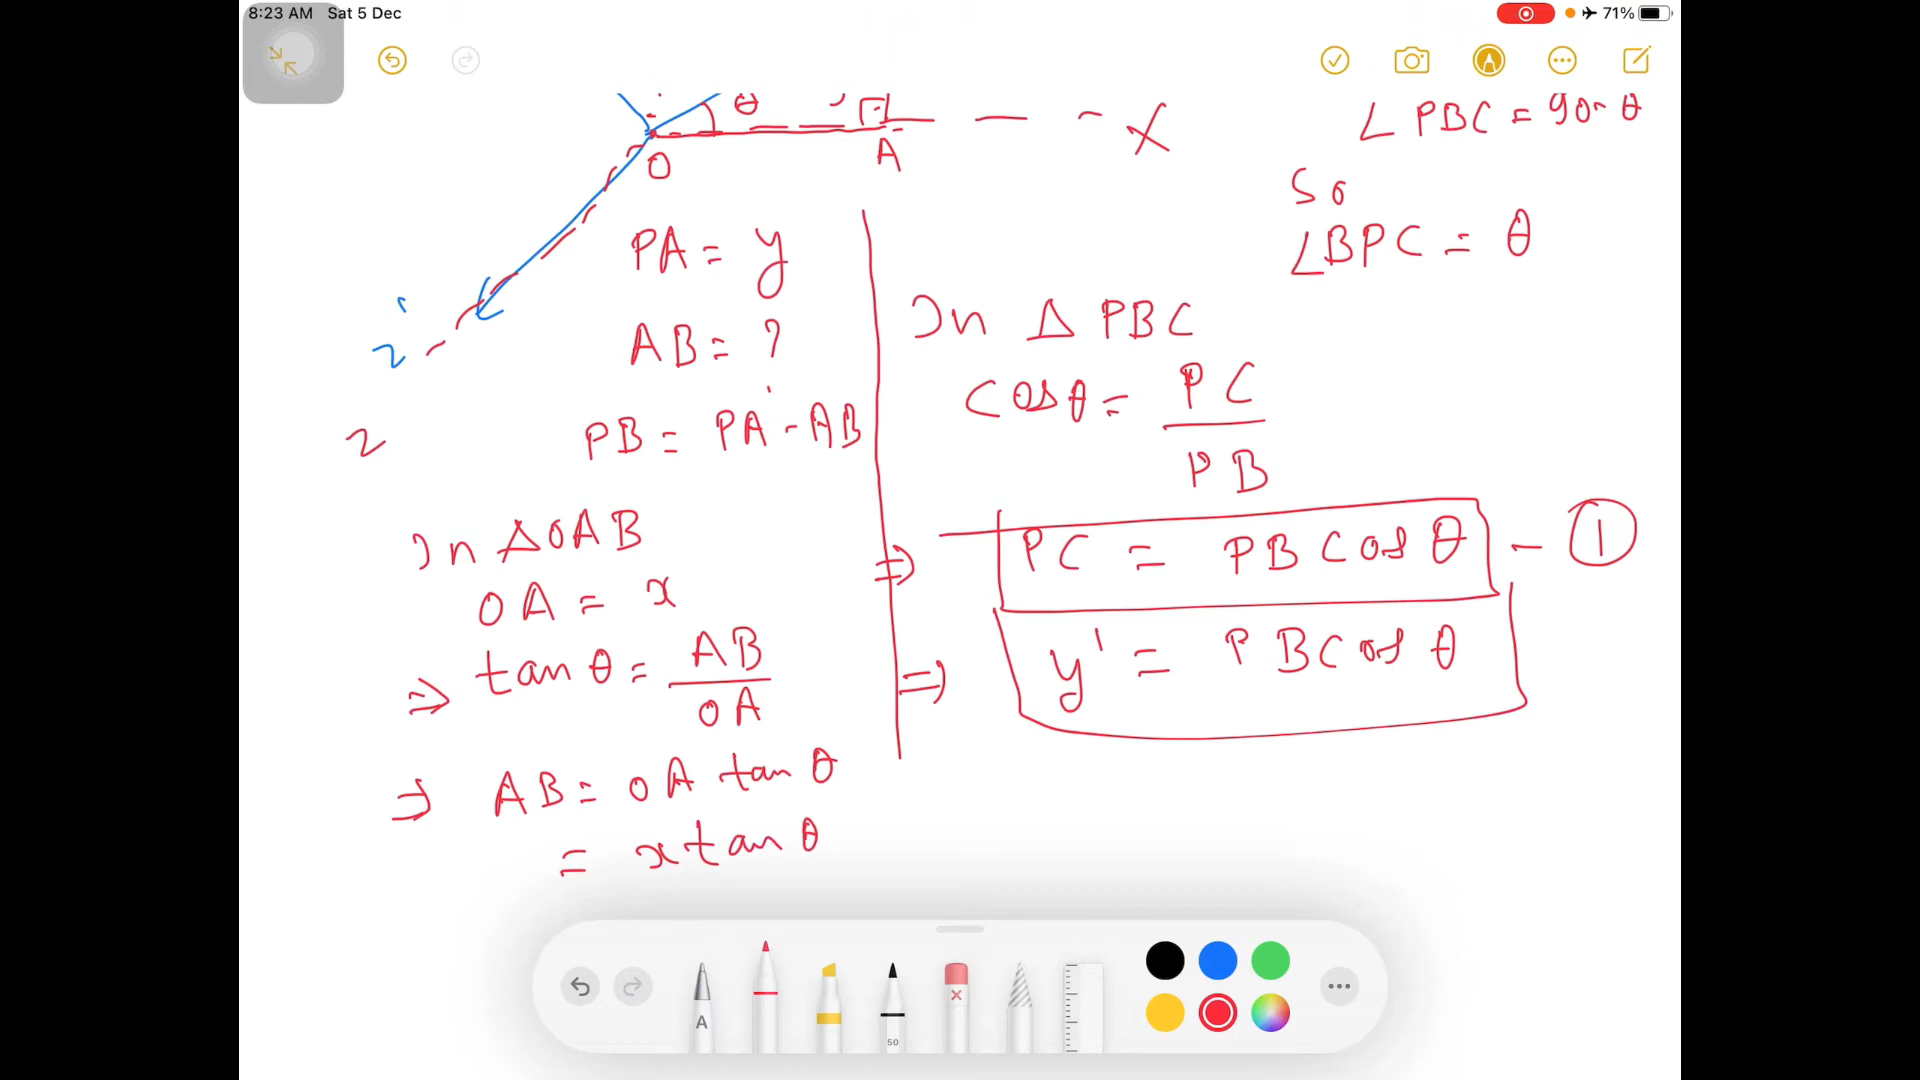 8:23 AM Sat 5 Dec
71%
θ
X
O
A
∠ PBC = 90 - θ
So
∠BPC = θ
z'
z
PA = y
AB = ?
PB = PA - AB
In ΔOAB
OA = x
⇒ tan θ = AB / OA
⇒ AB = OA tan θ
= x tan θ
In Δ PBC
cos θ = PC / PB
⇒ PC = PB cos θ - ①
⇒ y' = PB cos θ
A
50